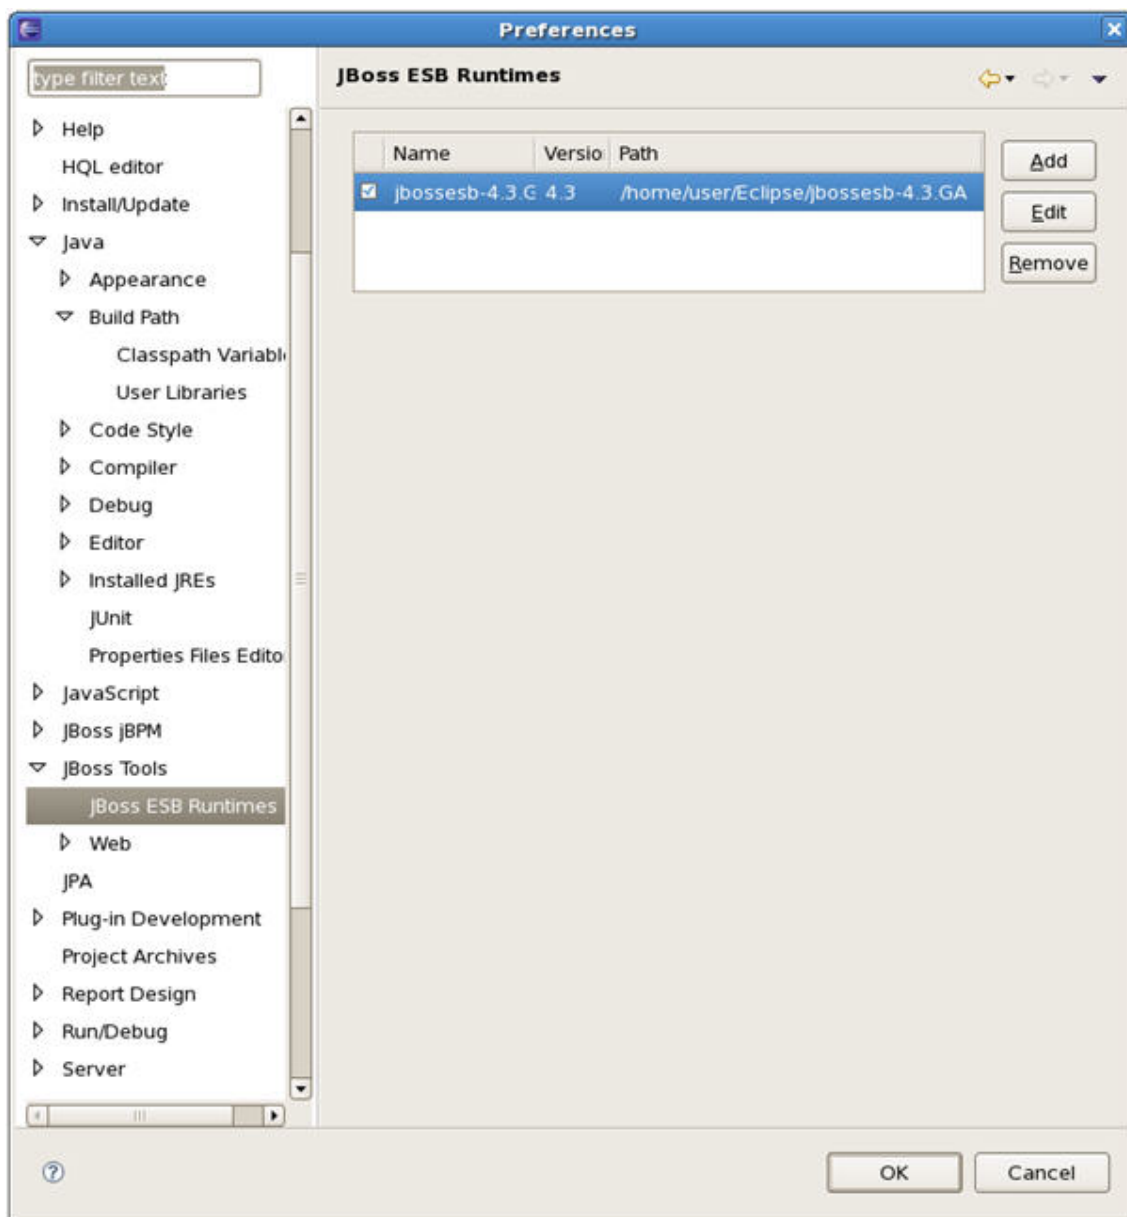 Preferences
type filter text
JBoss ESB Runtimes
Help
HQL editor
Install/Update
Java
Appearance
Build Path
Classpath Variabl
User Libraries
Code Style
Compiler
Debug
Editor
Installed JREs
JUnit
Properties Files Edito
JavaScript
JBoss jBPM
JBoss Tools
JBoss ESB Runtimes
Web
JPA
Plug-in Development
Project Archives
Report Design
Run/Debug
Server
Name Versio Path
jbossesb-4.3.G 4.3 /home/user/Eclipse/jbossesb-4.3.GA
Add
Edit
Remove
OK Cancel